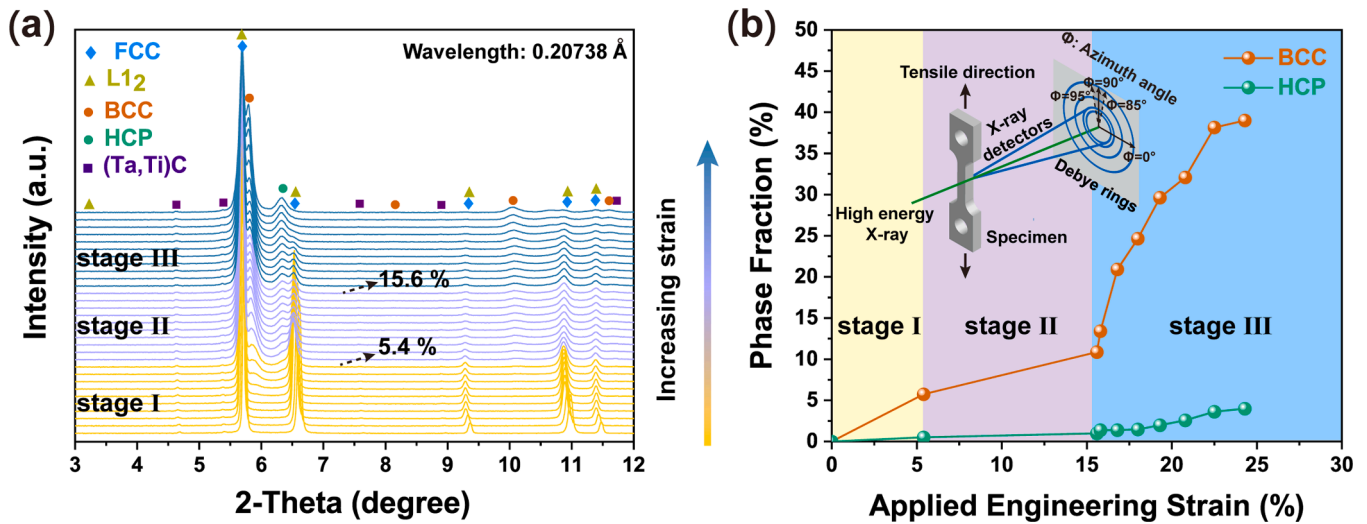 (a)
Wavelength: 0.20738 Å
FCC
L1₂
BCC
HCP
(Ta,Ti)C
stage III
15.6 %
stage II
5.4 %
stage I
Intensity (a.u.)
3 4 5 6 7 8 9 10 11 12
2-Theta (degree)
Increasing strain
(b)
BCC
HCP
Φ: Azimuth angle
Φ=90°
Φ=95°
Φ=85°
Φ=0°
Tensile direction
X-ray
detectors
Debye rings
High energy
X-ray
Specimen
stage I
stage II
stage III
50
45
40
35
30
25
20
15
10
5
0
Phase Fraction (%)
0 5 10 15 20 25 30
Applied Engineering Strain (%)